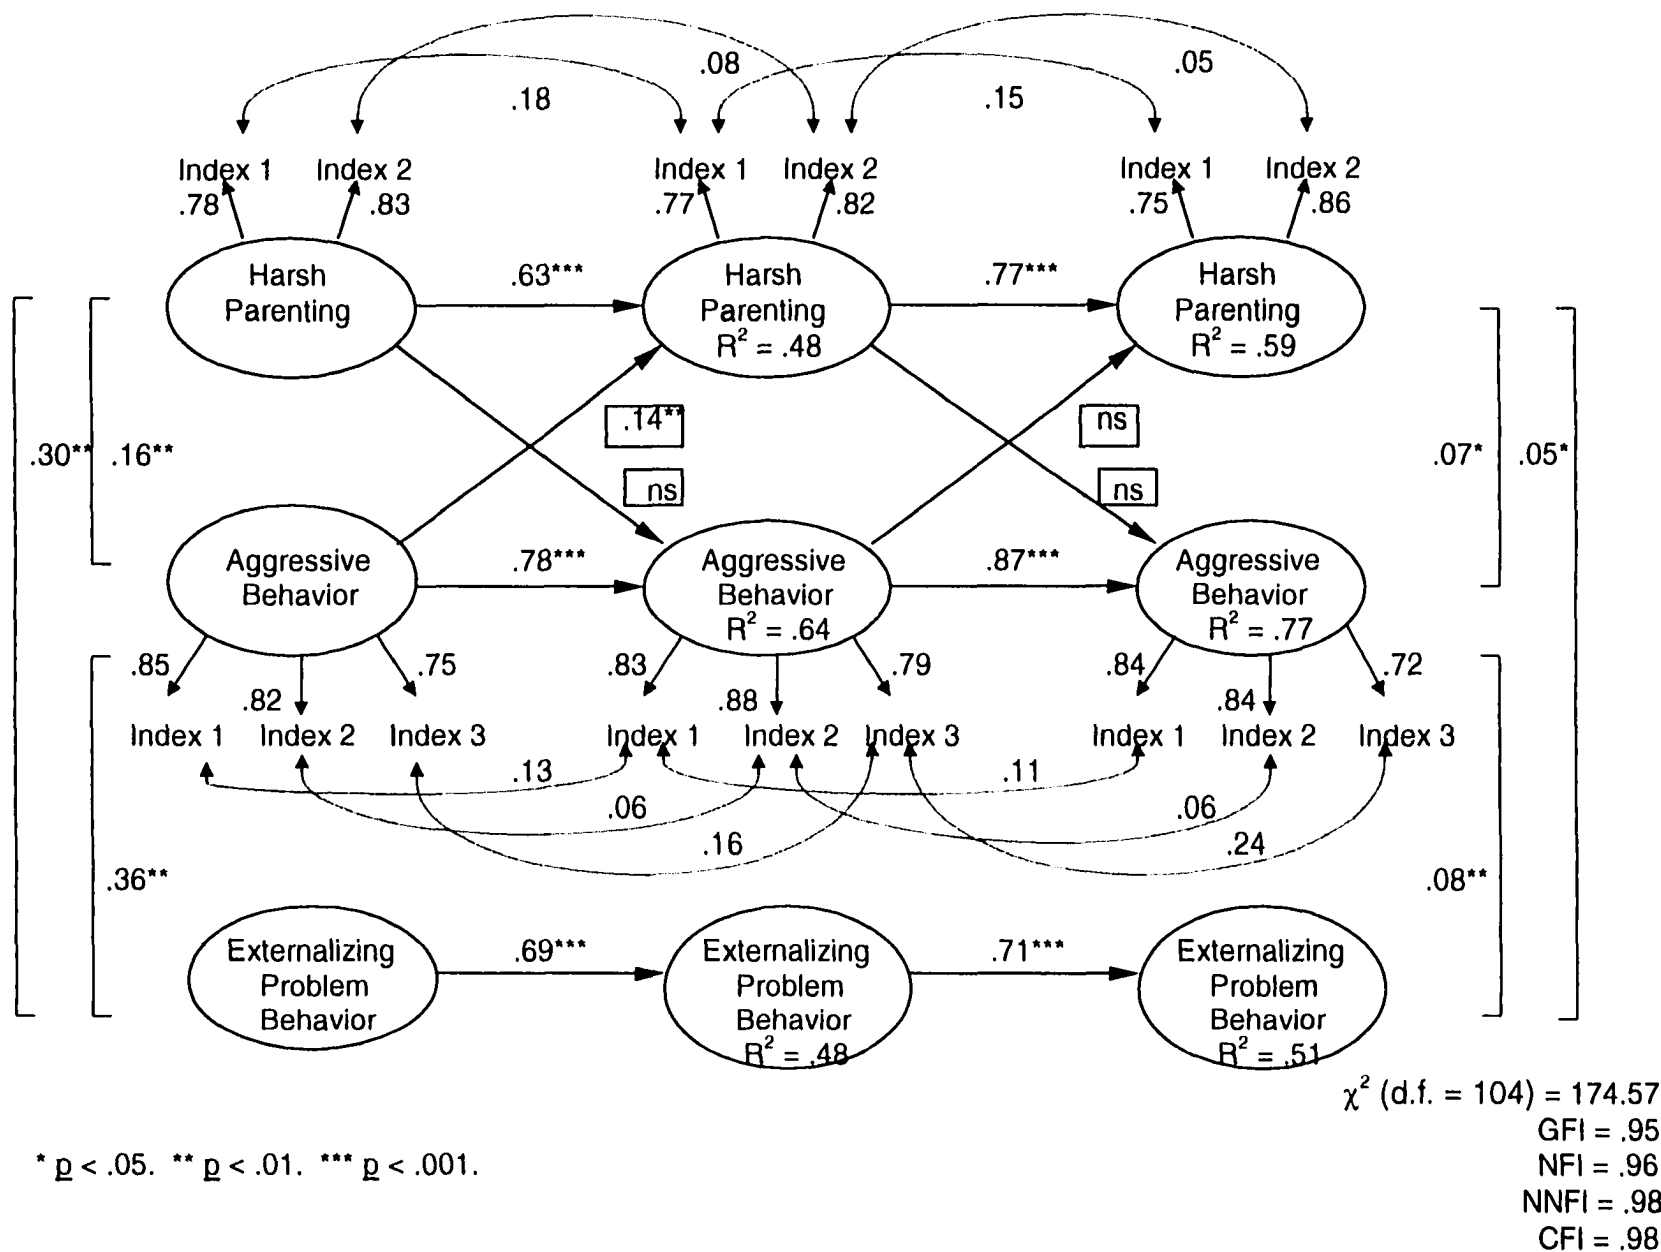 .08
.05
.18
.15
Index 1
Index 2
Index 1
Index 2
Index 1
Index 2
.78
.83
.77
.82
.75
.86
Harsh
Parenting
.63***
Harsh
Parenting
R² = .48
.77***
Harsh
Parenting
R² = .59
.30**
.16**
.14**
ns
ns
ns
.07*
.05*
Aggressive
Behavior
.78***
Aggressive
Behavior
R² = .64
.87***
Aggressive
Behavior
R² = .77
.85
.82
.75
.83
.88
.79
.84
.84
.72
Index 1
Index 2
Index 3
Index 1
Index 2
Index 3
Index 1
Index 2
Index 3
.13
.06
.16
.11
.06
.24
.36**
.08**
Externalizing
Problem
Behavior
.69***
Externalizing
Problem
Behavior
R² = .48
.71***
Externalizing
Problem
Behavior
R² = .51
χ² (d.f. = 104) = 174.57
GFI = .95
NFI = .96
NNFI = .98
CFI = .98
* p < .05. ** p < .01. *** p < .001.